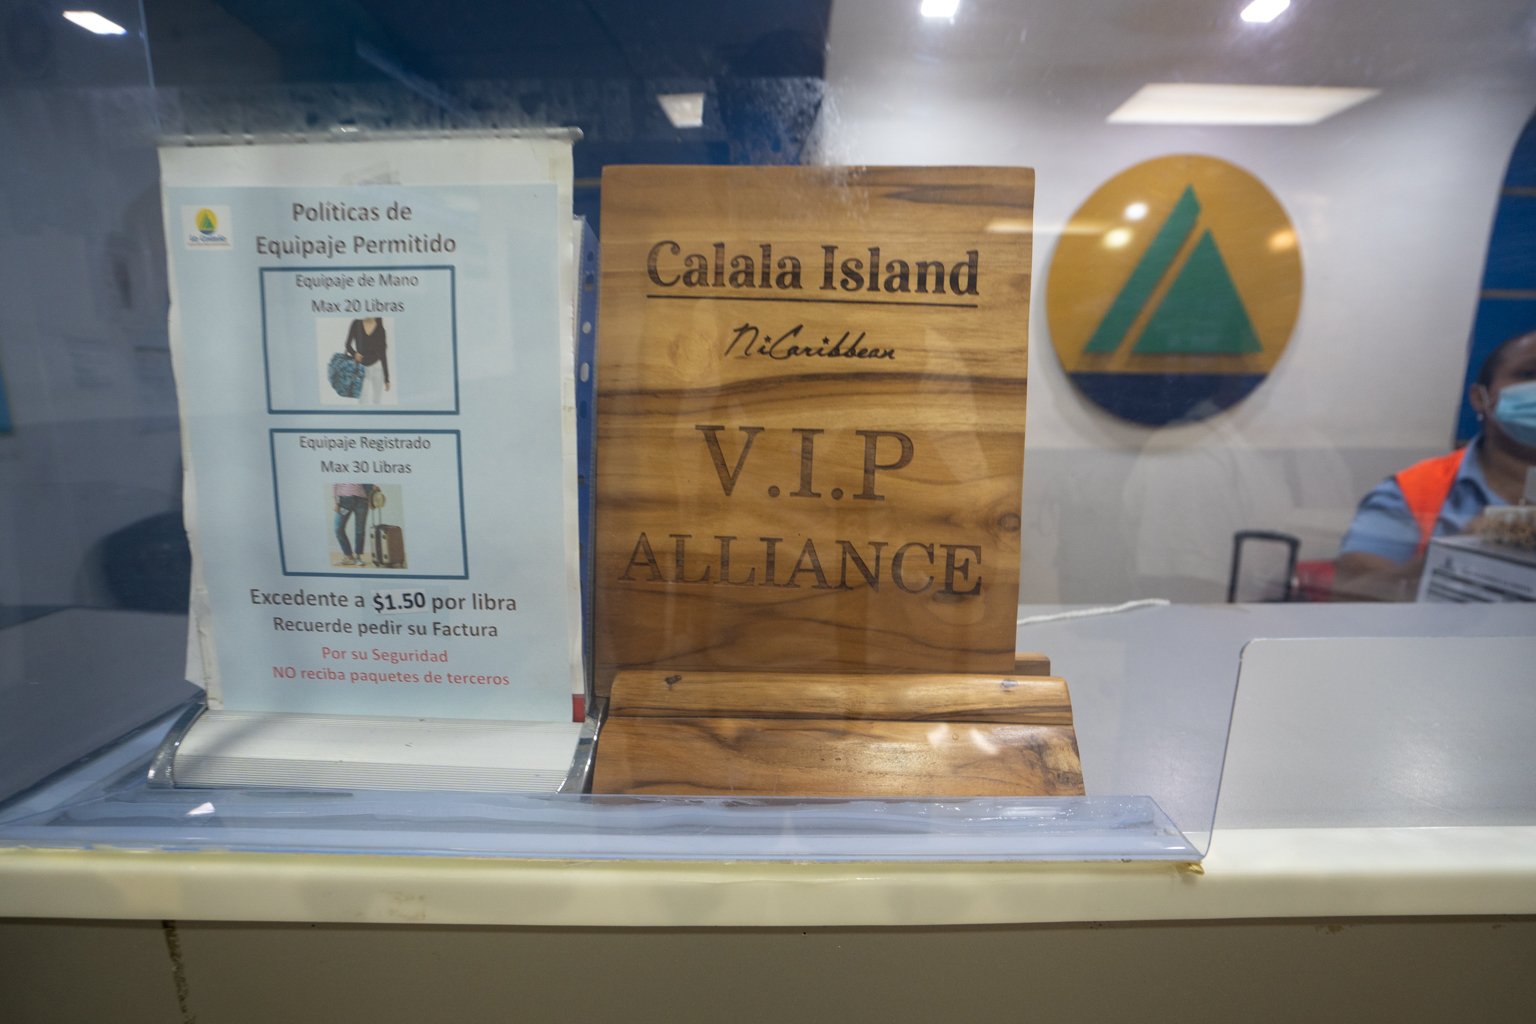 Políticas de
Equipaje Permitido
Equipaje de Mano
Max 20 Libras
Equipaje Registrado
Max 30 Libras
Excedente a $1.50 por libra
Recuerde pedir su Factura
Por su Seguridad
NO reciba paquetes de terceros
Calala Island
NiCaribbean
V.I.P
ALLIANCE